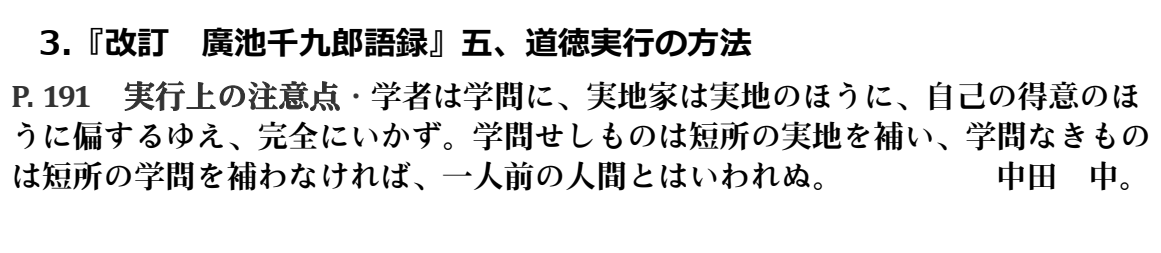 3.『改訂　廣池千九郎語録』五、道徳実行の方法
P. 191　実行上の注意点・学者は学問に、実地家は実地のほうに、自己の得意のほ
うに偏するゆえ、完全にいかず。学問せしものは短所の実地を補い、学問なきもの
は短所の学問を補わなければ、一人前の人間とはいわれぬ。　　　　　中田　中。